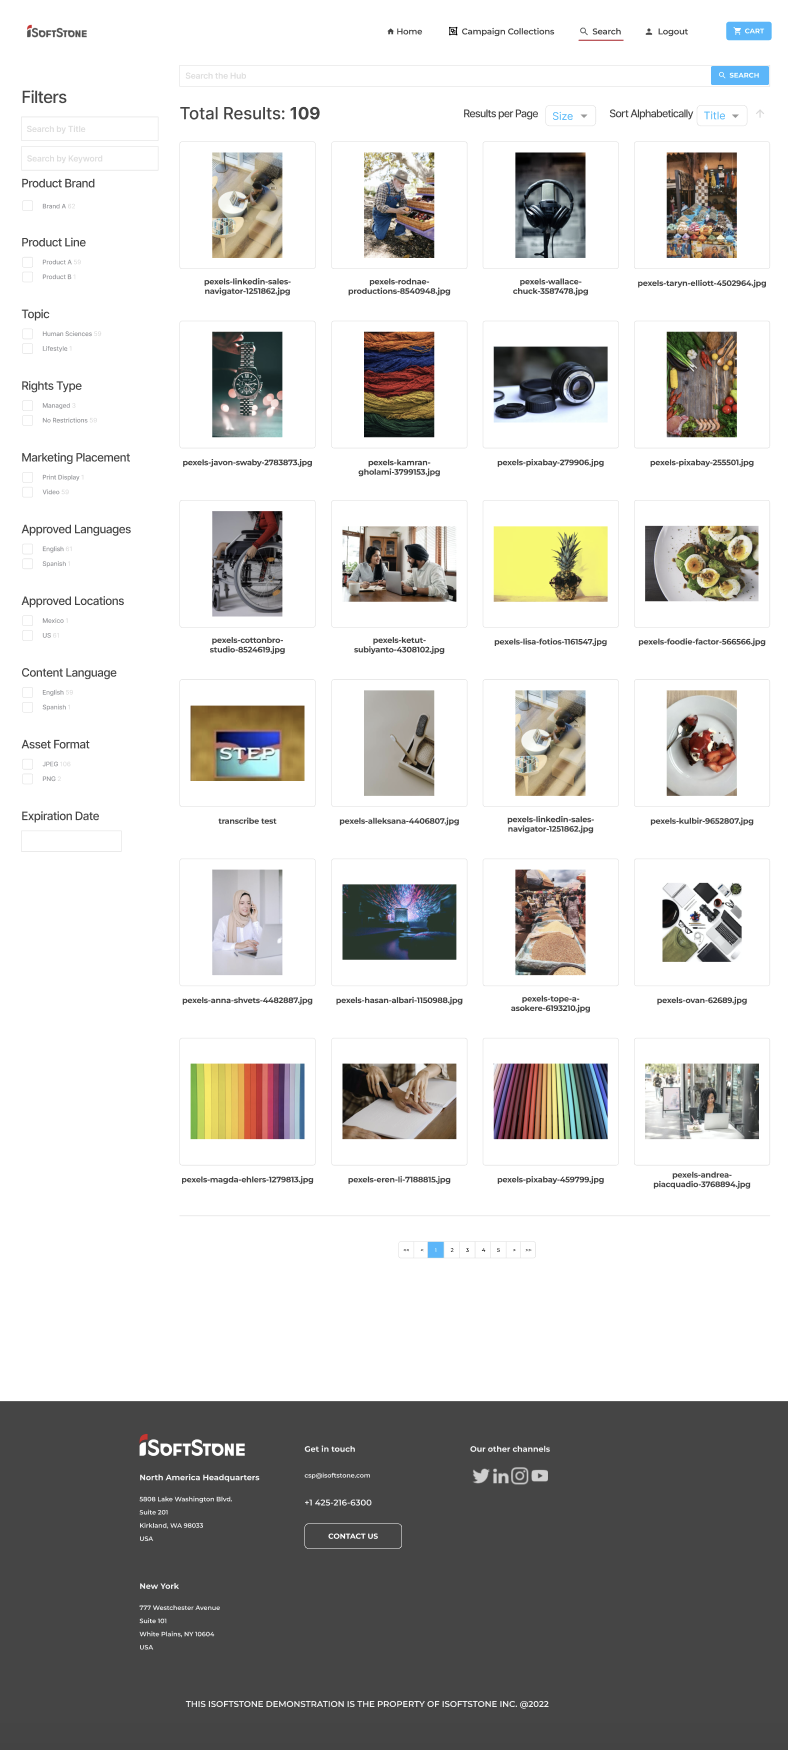 iSOFTSTONE
Home
Campaign Collections
Search
Logout
CART
Search the Hub
SEARCH
Filters
Search by Title
Search by Keyword
Total Results: 109
Results per Page
Size
Sort Alphabetically
Title
Product Brand
Brand A 62
Product Line
Product A 59
Product B 1
Topic
Human Sciences 58
Lifestyle 1
Rights Type
Managed 3
No Restrictions 59
Marketing Placement
Print Display 1
Video 59
Approved Languages
English 61
Spanish 1
Approved Locations
Mexico 1
US 61
Content Language
English 59
Spanish 1
Asset Format
JPEG 106
PNG 3
Expiration Date
pexels-linkedin-sales-
navigator-1251862.jpg
pexels-rodnae-
productions-8540948.jpg
pexels-wallace-
chuck-3587478.jpg
pexels-taryn-elliott-4502964.jpg
pexels-javon-swaby-2783873.jpg
pexels-kamran-
gholami-3799153.jpg
pexels-pixabay-279906.jpg
pexels-pixabay-255501.jpg
pexels-cottonbro-
studio-8524619.jpg
pexels-ketut-
subiyanto-4308102.jpg
pexels-lisa-fotios-1161547.jpg
pexels-foodie-factor-566566.jpg
STEP
transcribe test
pexels-alleksana-4406807.jpg
pexels-linkedin-sales-
navigator-1251862.jpg
pexels-kulbir-9652807.jpg
pexels-anna-shvets-4482887.jpg
pexels-hasan-albari-1150988.jpg
pexels-tope-a-
asokere-6193210.jpg
pexels-ovan-62689.jpg
pexels-magda-ehlers-1279813.jpg
pexels-eren-li-7188815.jpg
pexels-pixabay-459799.jpg
pexels-andrea-
piacquadio-3768894.jpg
<< < 1 2 3 4 5 > >>
iSOFTSTONE
North America Headquarters
5808 Lake Washington Blvd.
Suite 201
Kirkland, WA 98033
USA
New York
777 Westchester Avenue
Suite 101
White Plains, NY 10604
USA
Get in touch
csp@isoftstone.com
+1 425-216-6300
CONTACT US
Our other channels
THIS ISOFTSTONE DEMONSTRATION IS THE PROPERTY OF ISOFTSTONE INC. @2022